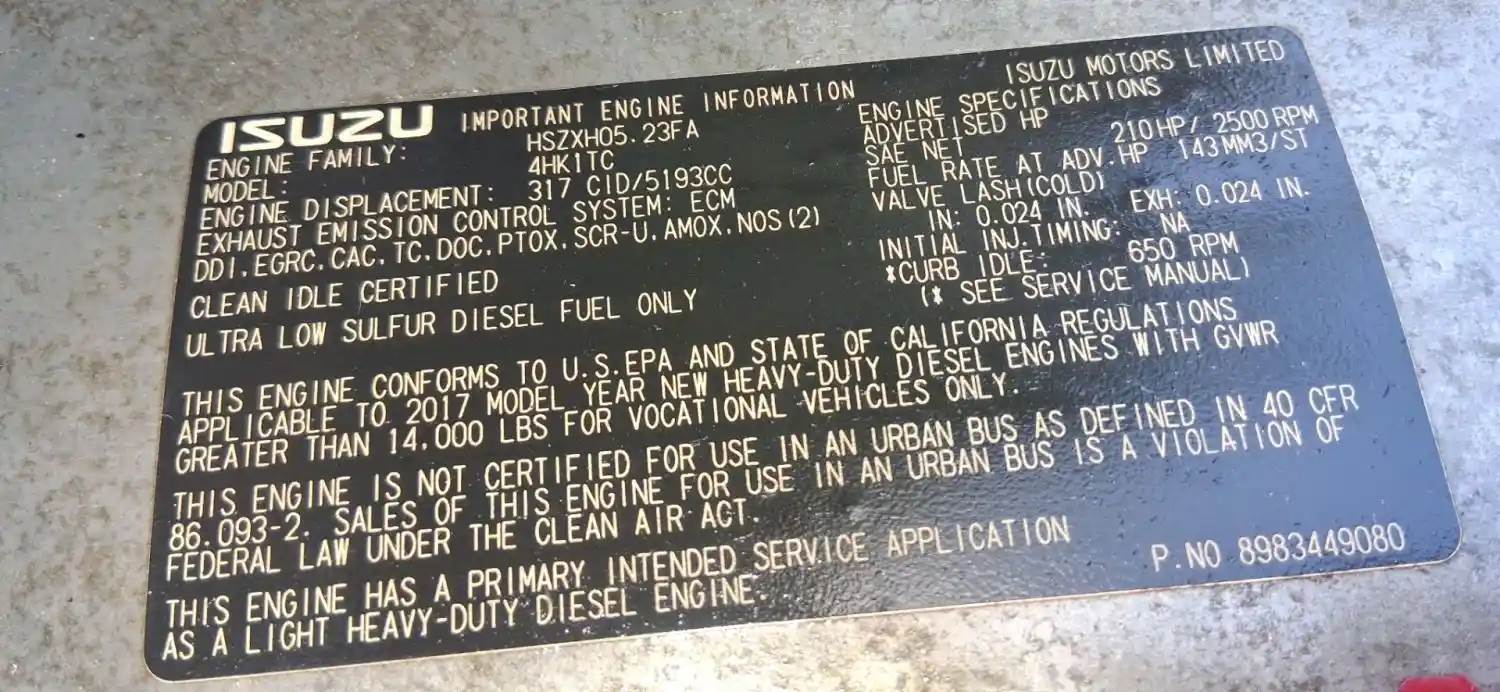 ISUZU IMPORTANT ENGINE INFORMATION
ENGINE FAMILY: HSZXH05.23FA
MODEL: 4HK1TC
ENGINE DISPLACEMENT: 317 CID/5193CC
EXHAUST EMISSION CONTROL SYSTEM: ECM
DDI.EGRC.CAC.TC.DOC.PTOX.SCR-U.AMOX.NOS(2)
CLEAN IDLE CERTIFIED
ULTRA LOW SULFUR DIESEL FUEL ONLY
ISUZU MOTORS LIMITED
ENGINE SPECIFICATIONS
ADVERTISED HP
SAE NET 210HP/ 2500RPM
FUEL RATE AT ADV.HP 143MM3/ST
VALVE LASH(COLD)
IN: 0.024 IN. EXH: 0.024 IN.
INITIAL INJ.TIMING: NA
*CURB IDLE: 650 RPM
(* SEE SERVICE MANUAL)
THIS ENGINE CONFORMS TO U.S.EPA AND STATE OF CALIFORNIA REGULATIONS
APPLICABLE TO 2017 MODEL YEAR NEW HEAVY-DUTY DIESEL ENGINES WITH GVWR
GREATER THAN 14,000 LBS FOR VOCATIONAL VEHICLES ONLY.
THIS ENGINE IS NOT CERTIFIED FOR USE IN AN URBAN BUS AS DEFINED IN 40 CFR
86.093-2. SALES OF THIS ENGINE FOR USE IN AN URBAN BUS IS A VIOLATION OF
FEDERAL LAW UNDER THE CLEAN AIR ACT.
THIS ENGINE HAS A PRIMARY INTENDED SERVICE APPLICATION
AS A LIGHT HEAVY-DUTY DIESEL ENGINE.
P.NO 8983449080